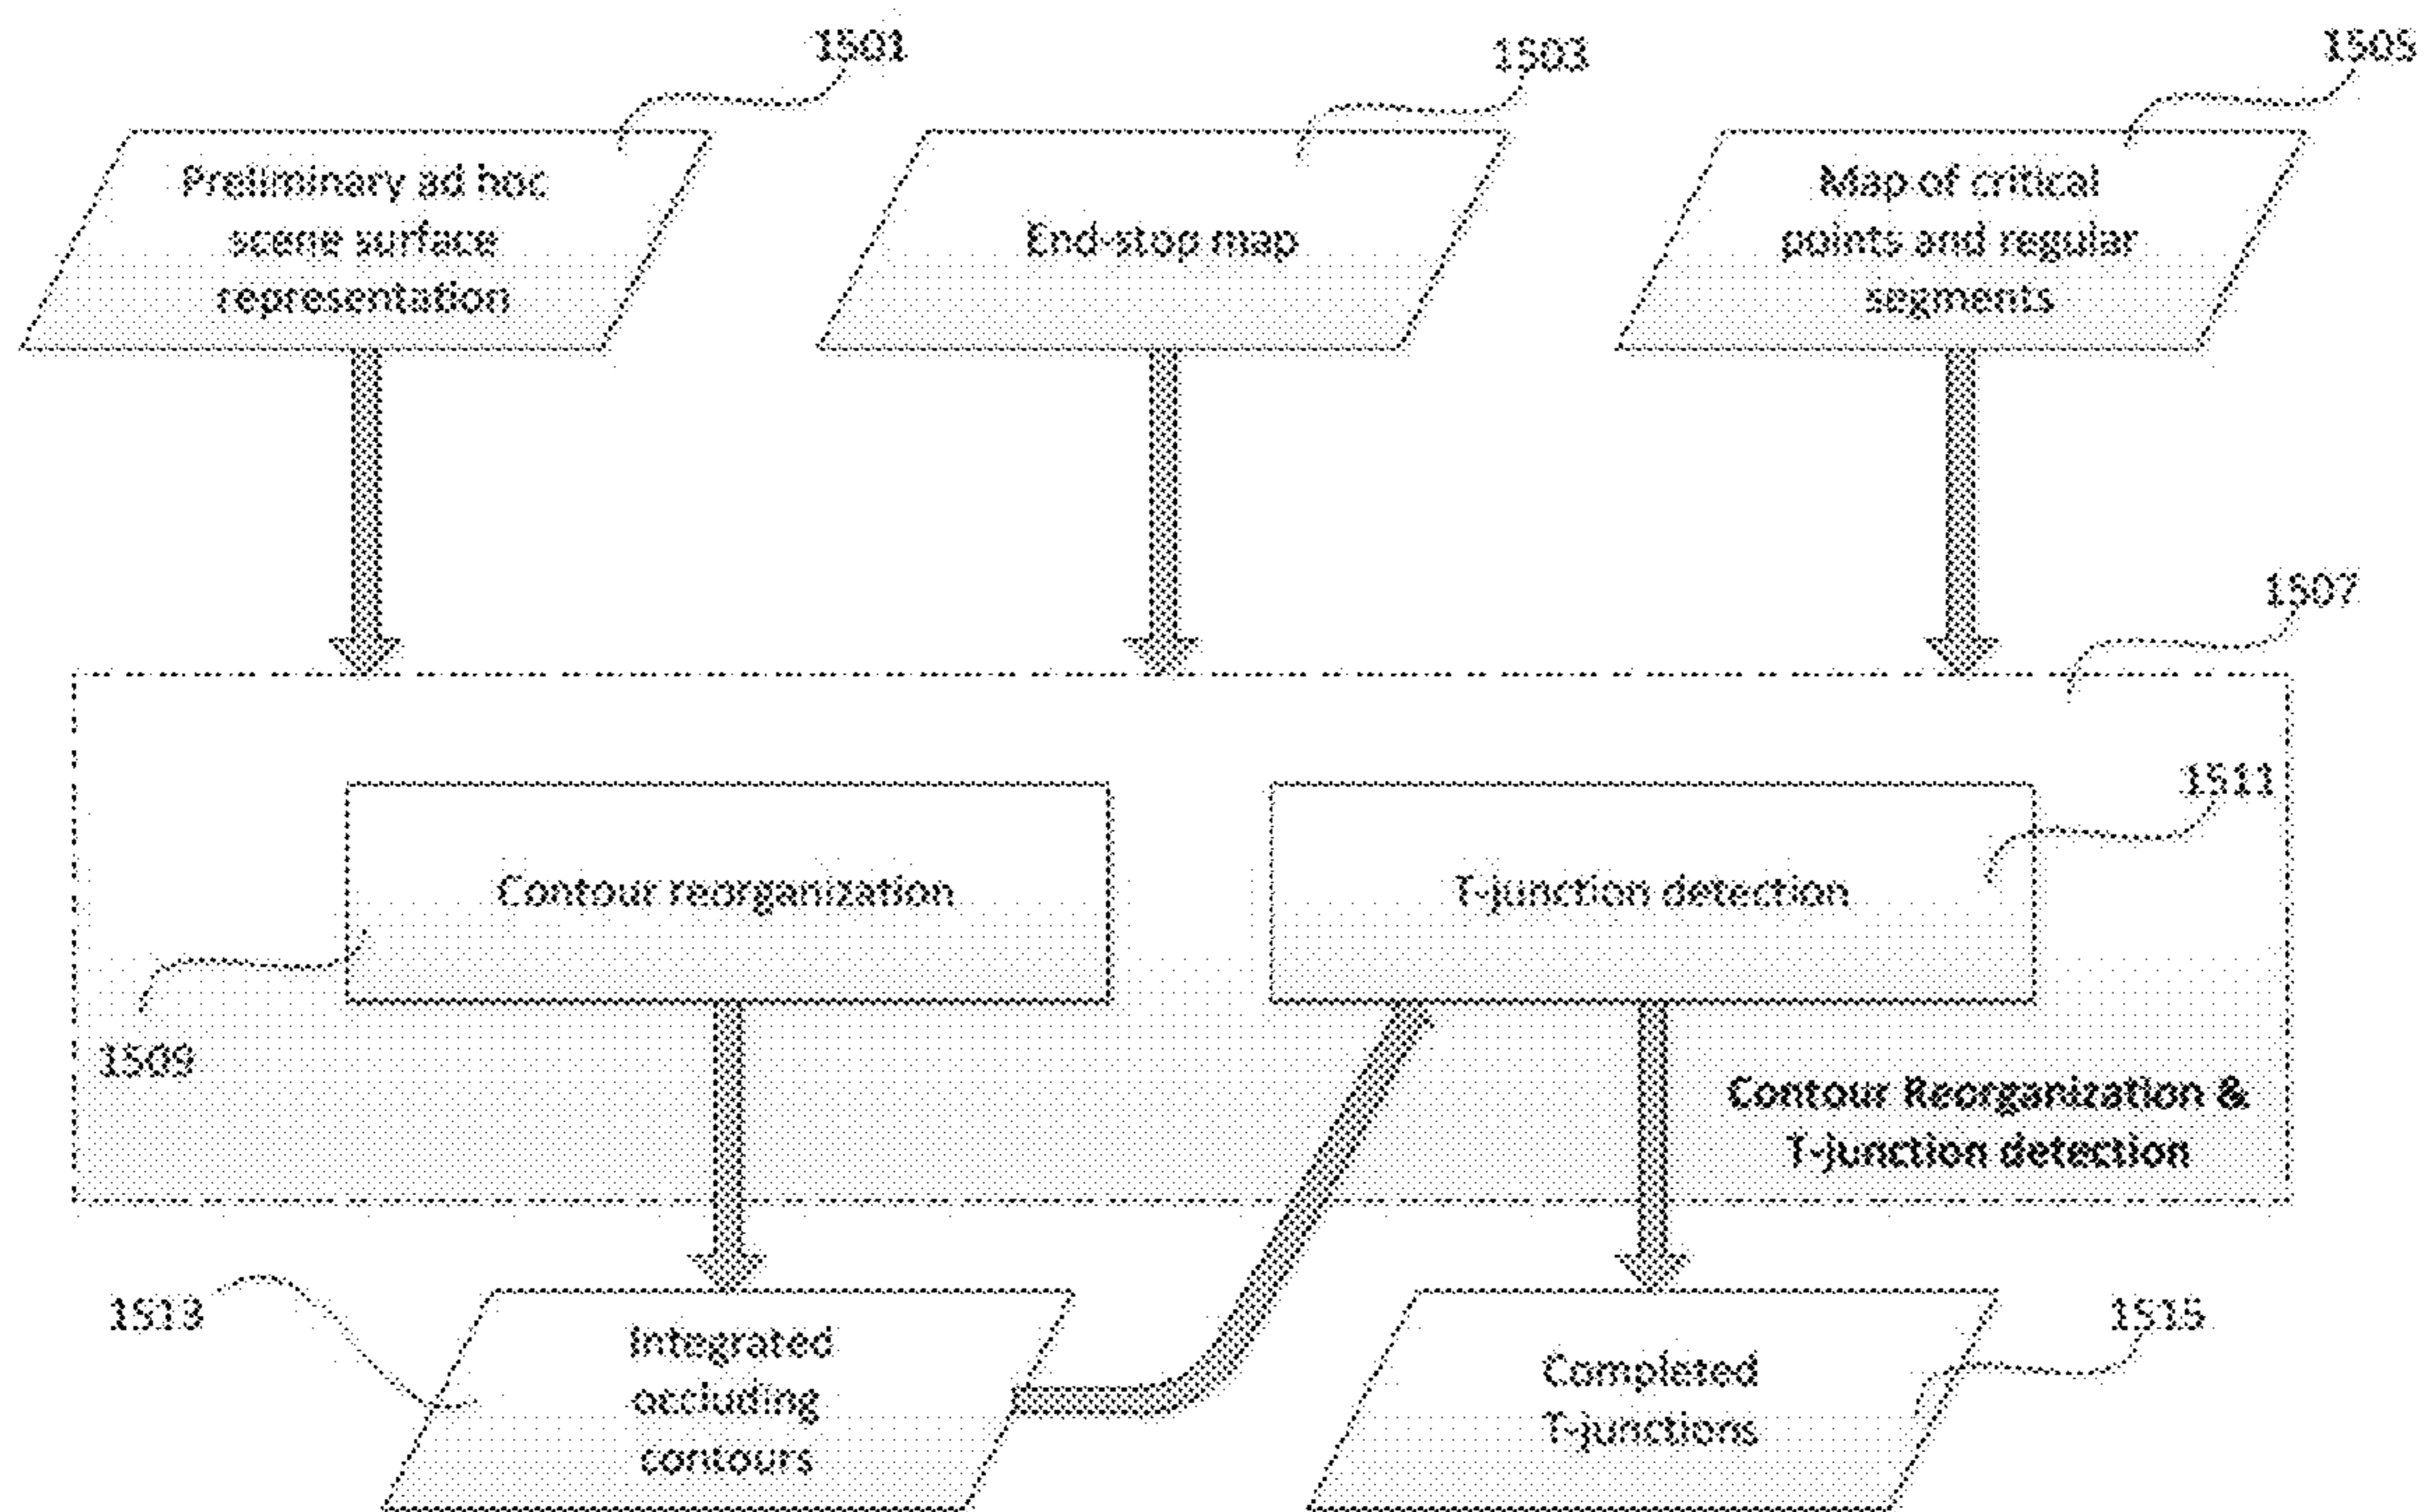 1501
1503
1505
Preliminary ad hoc
scene surface
representation
End-stop map
Map of critical
points and regular
segments
1507
1511
Contour reorganization
T-junction detection
1509
Contour Reorganization &
T-junction detection
1513
Integrated
occluding
contours
Completed
T-junctions
1515